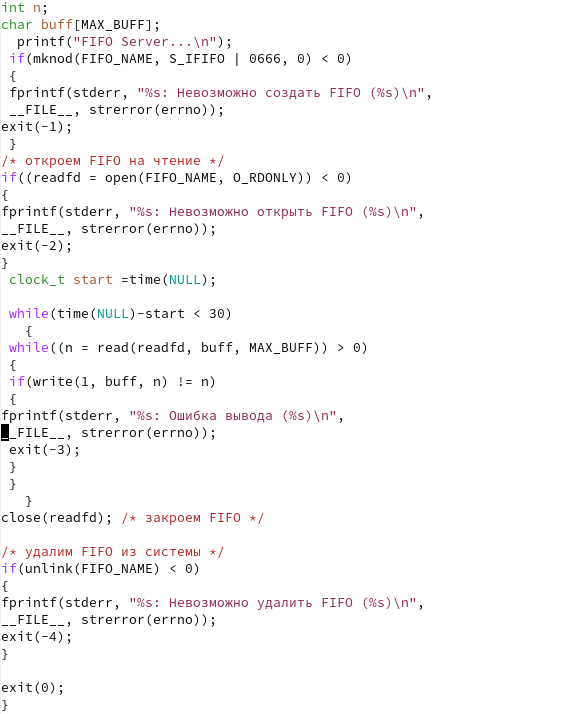 int n;
char buff[MAX_BUFF];
printf("FIFO Server...\n");
if(mknod(FIFO_NAME, S_IFIFO | 0666, 0) < 0)
{
fprintf(stderr, "%s: Невозможно создать FIFO (%s)\n",
__FILE__, strerror(errno));
exit(-1);
}
/* откроем FIFO на чтение */
if((readfd = open(FIFO_NAME, O_RDONLY)) < 0)
{
fprintf(stderr, "%s: Невозможно открыть FIFO (%s)\n",
__FILE__, strerror(errno));
exit(-2);
}
clock_t start =time(NULL);
while(time(NULL)-start < 30)
{
while((n = read(readfd, buff, MAX_BUFF)) > 0)
{
if(write(1, buff, n) != n)
{
fprintf(stderr, "%s: Ошибка вывода (%s)\n",
__FILE__, strerror(errno));
exit(-3);
}
}
}
close(readfd); /* закроем FIFO */
/* удалим FIFO из системы */
if(unlink(FIFO_NAME) < 0)
{
fprintf(stderr, "%s: Невозможно удалить FIFO (%s)\n",
__FILE__, strerror(errno));
exit(-4);
}
exit(0);
}